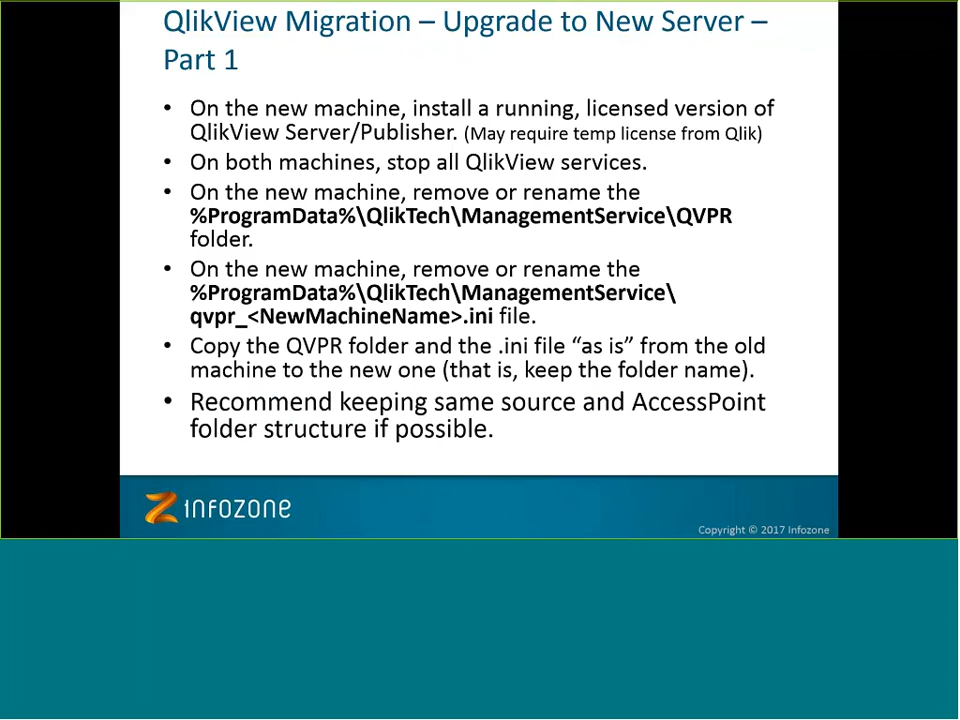 QlikView Migration – Upgrade to New Server –
Part 1
• On the new machine, install a running, licensed version of
QlikView Server/Publisher. (May require temp license from Qlik)
• On both machines, stop all QlikView services.
• On the new machine, remove or rename the
%ProgramData%\QlikTech\ManagementService\QVPR
folder.
• On the new machine, remove or rename the
%ProgramData%\QlikTech\ManagementService\
qvpr_<NewMachineName>.ini file.
• Copy the QVPR folder and the .ini file “as is” from the old
machine to the new one (that is, keep the folder name).
• Recommend keeping same source and AccessPoint
folder structure if possible.
INFOZONE
Copyright © 2017 Infozone